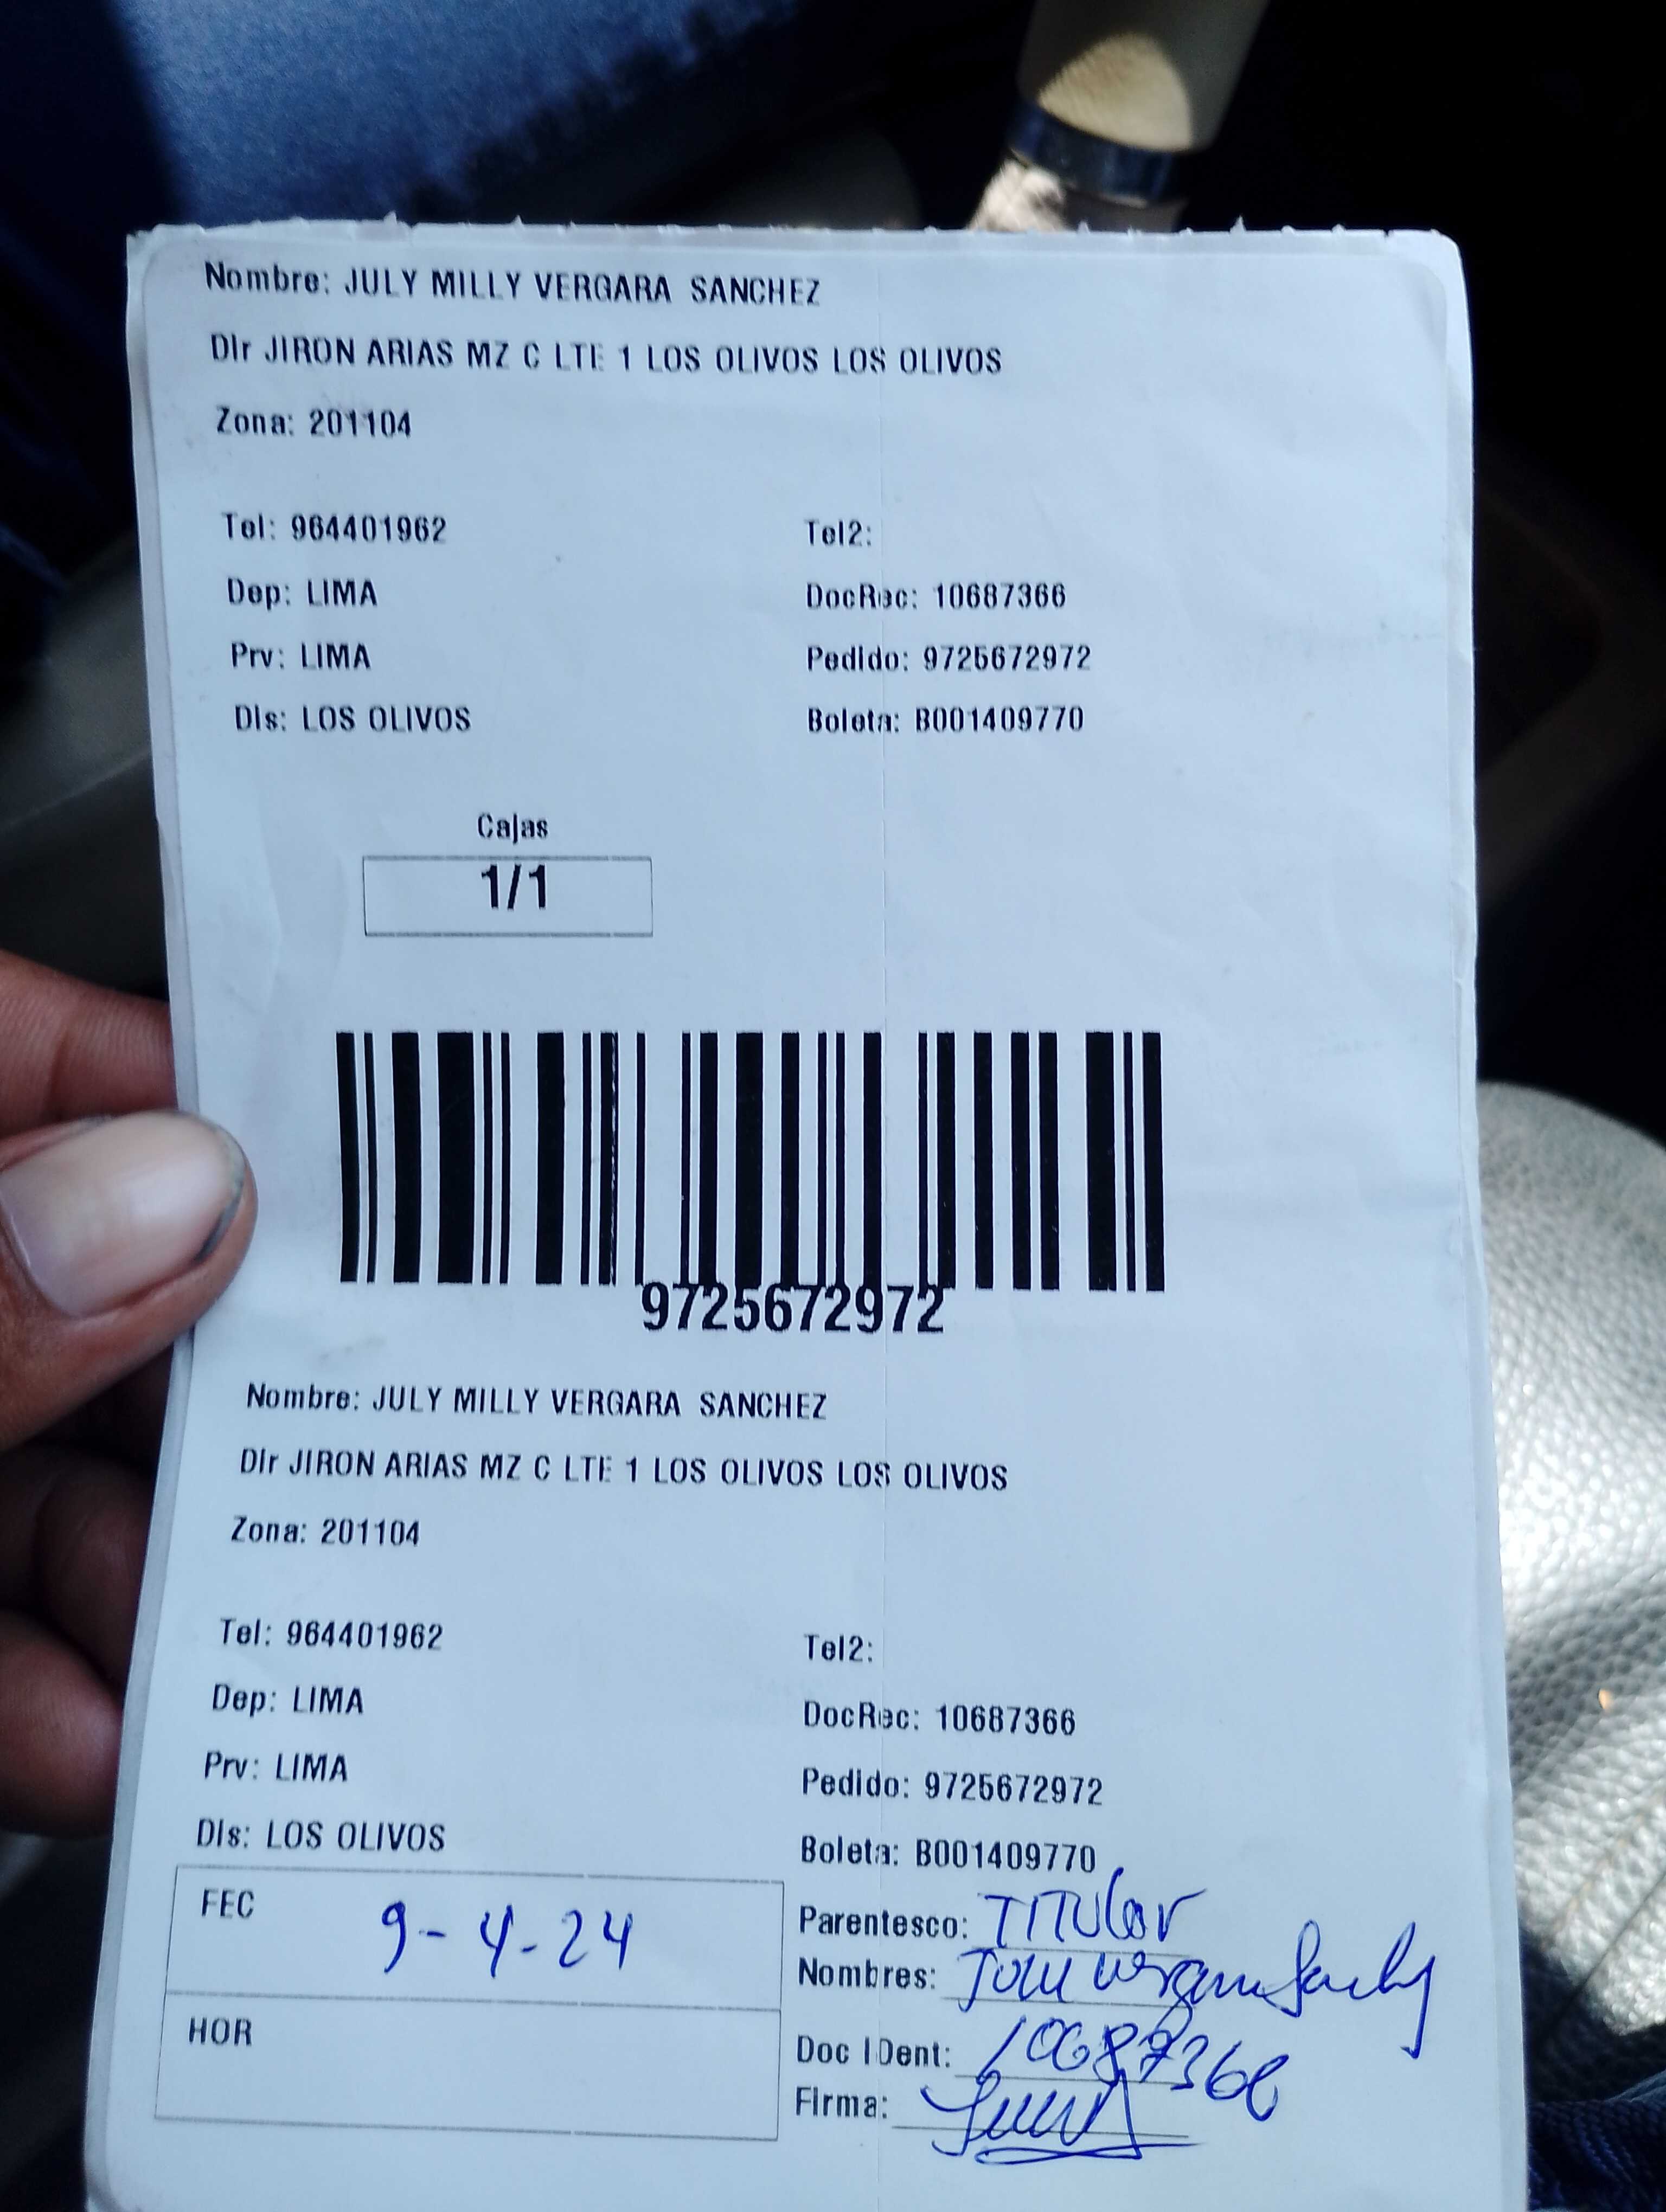 Nombre: JULY MILLY VERGARA SANCHEZ
Dir JIRON ARIAS MZ C LTE 1 LOS OLIVOS LOS OLIVOS
Zona: 201104
Tel: 964401962 Tel2:
Dep: LIMA DocRec: 10687366
Prv: LIMA Pedido: 9725672972
Dis: LOS OLIVOS Boleta: B001409770
Cajas
1/1
9725672972
Nombre: JULY MILLY VERGARA SANCHEZ
Dir JIRON ARIAS MZ C LTE 1 LOS OLIVOS LOS OLIVOS
Zona: 201104
Tel: 964401962 Tel2:
Dep: LIMA DocRec: 10687366
Prv: LIMA Pedido: 9725672972
Dis: LOS OLIVOS Boleta: B001409770
FEC 9-4-24 Parentesco: TITULAR
Nombres:
HOR Doc IDent: 10687366
Firma: